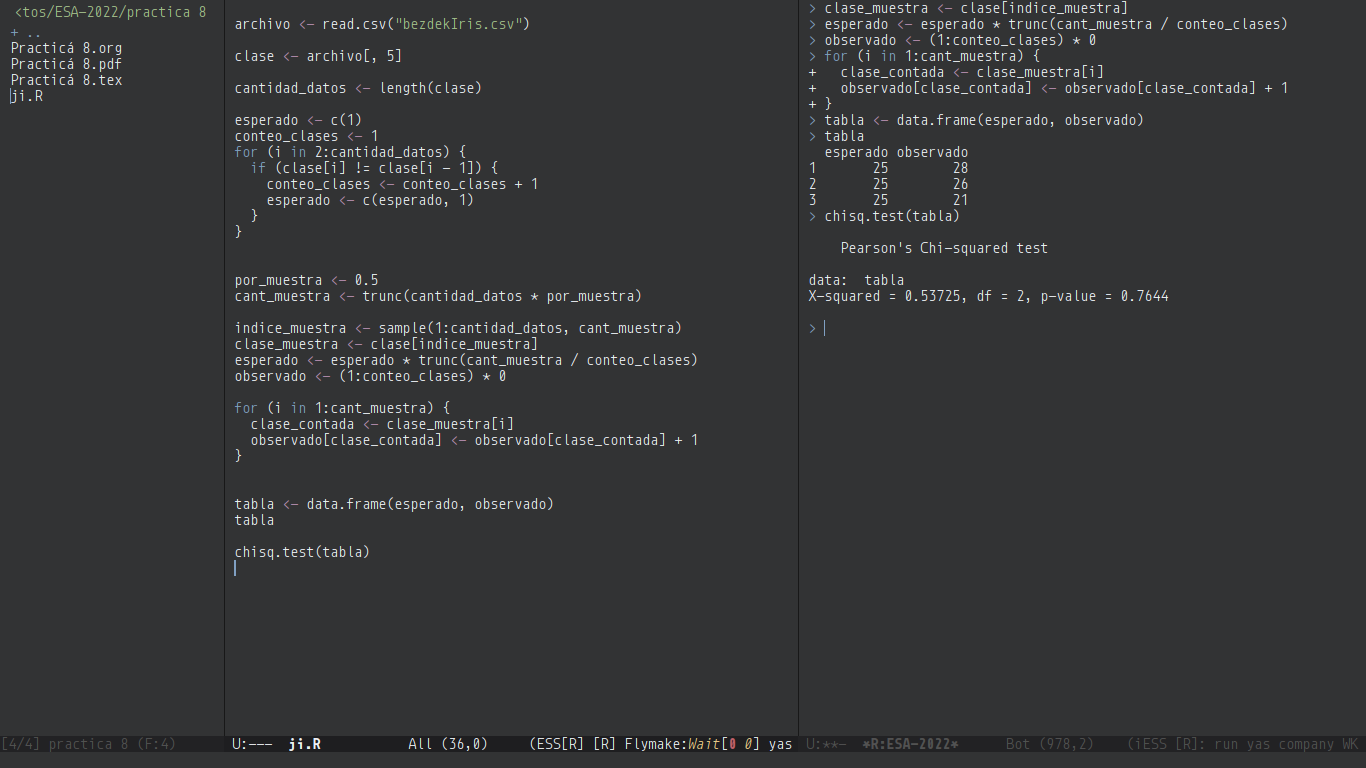 <tos/ESA-2022/practica 8
+ ..
Practicá 8.org
Practicá 8.pdf
Practicá 8.tex
ji.R
[4/4] practica 8 (F:4)
archivo <- read.csv("bezdekIris.csv")
clase <- archivo[, 5]
cantidad_datos <- length(clase)
esperado <- c(1)
conteo_clases <- 1
for (i in 2:cantidad_datos) {
  if (clase[i] != clase[i - 1]) {
    conteo_clases <- conteo_clases + 1
    esperado <- c(esperado, 1)
  }
}
por_muestra <- 0.5
cant_muestra <- trunc(cantidad_datos * por_muestra)
indice_muestra <- sample(1:cantidad_datos, cant_muestra)
clase_muestra <- clase[indice_muestra]
esperado <- esperado * trunc(cant_muestra / conteo_clases)
observado <- (1:conteo_clases) * 0
for (i in 1:cant_muestra) {
  clase_contada <- clase_muestra[i]
  observado[clase_contada] <- observado[clase_contada] + 1
}
tabla <- data.frame(esperado, observado)
tabla
chisq.test(tabla)
U:---  ji.R           All (36,0)     (ESS[R] [R] Flymake:Wait[0 0] yas
> clase_muestra <- clase[indice_muestra]
> esperado <- esperado * trunc(cant_muestra / conteo_clases)
> observado <- (1:conteo_clases) * 0
> for (i in 1:cant_muestra) {
+   clase_contada <- clase_muestra[i]
+   observado[clase_contada] <- observado[clase_contada] + 1
+ }
> tabla <- data.frame(esperado, observado)
> tabla
  esperado observado
1       25        28
2       25        26
3       25        21
> chisq.test(tabla)
    Pearson's Chi-squared test
data:  tabla
X-squared = 0.53725, df = 2, p-value = 0.7644
>
U:**-  *R:ESA-2022*      Bot (978,2)    (iESS [R]: run yas company WK